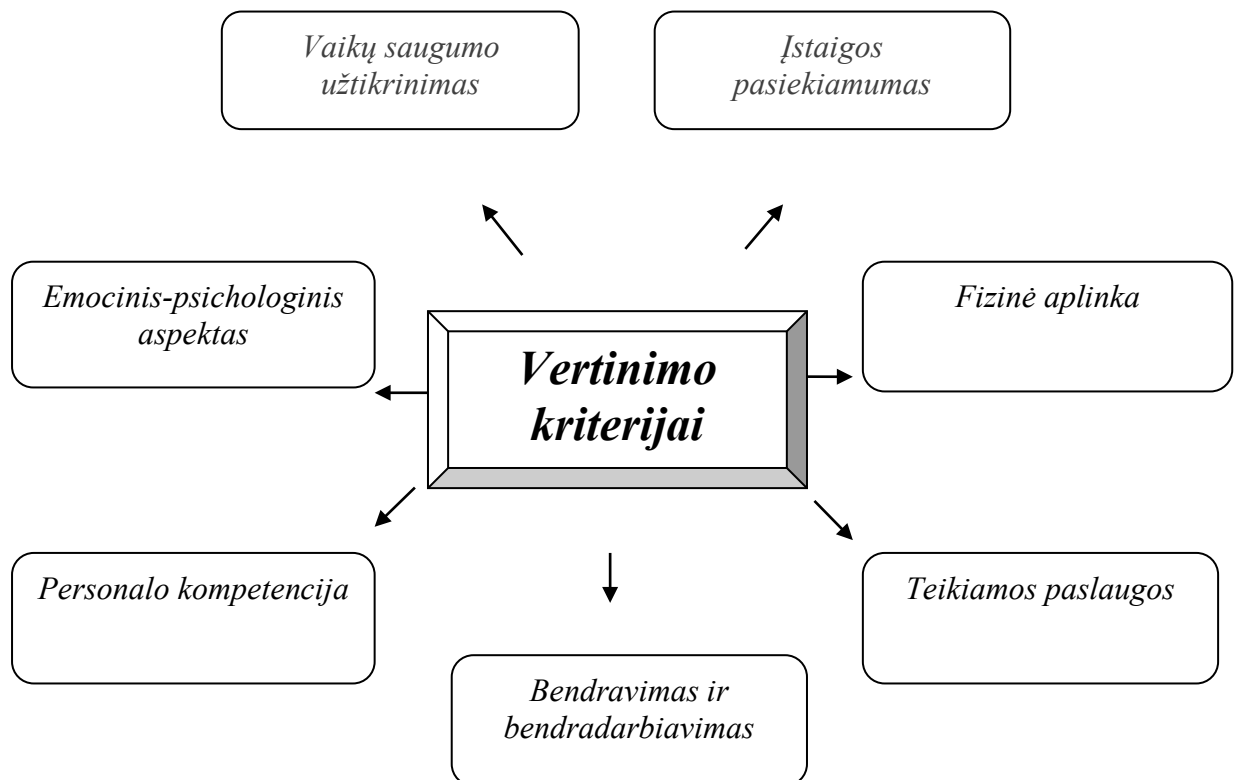 Vaikų saugumo
užtikrinimas
Įstaigos
pasiekiamumas
Emocinis-psichologinis
aspektas
Fizinė aplinka
Vertinimo
kriterijai
Personalo kompetencija
Teikiamos paslaugos
Bendravimas ir
bendradarbiavimas